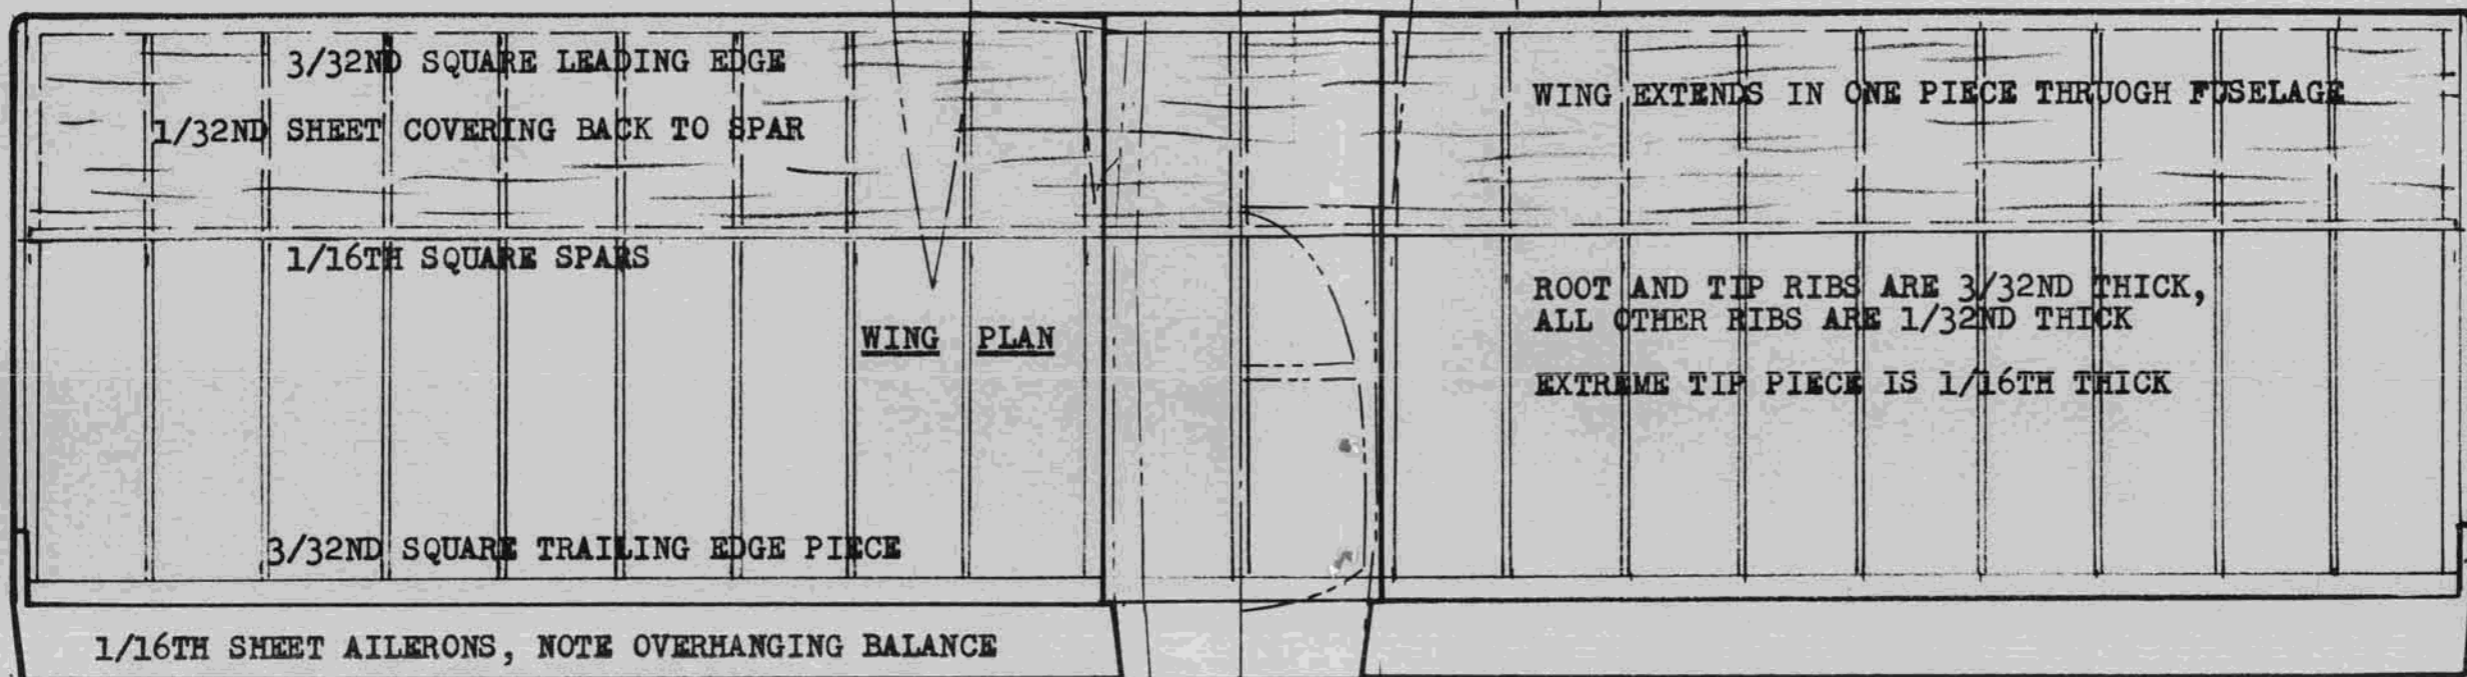 3/32ND SQUARE LEADING EDGE
1/32ND SHEET COVERING BACK TO SPAR
1/16TH SQUARE SPARS
WING PLAN
3/32ND SQUARE TRAILING EDGE PIECE
1/16TH SHEET AILERONS, NOTE OVERHANGING BALANCE
WING EXTENDS IN ONE PIECE THRUOGH FUSELAGE
ROOT AND TIP RIBS ARE 3/32ND THICK,
ALL OTHER RIBS ARE 1/32ND THICK
EXTREME TIP PIECE IS 1/16TH THICK